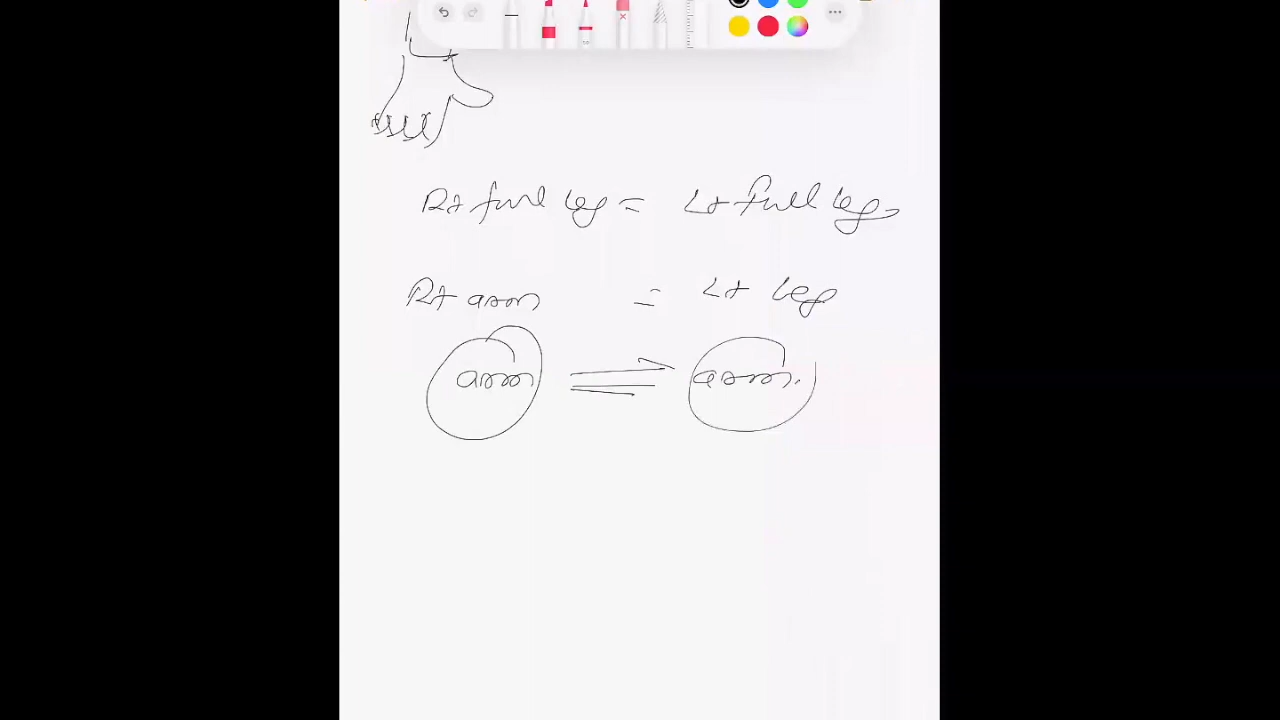 Rt full leg = Lt full leg
Rt arm = Lt leg
arm arm.